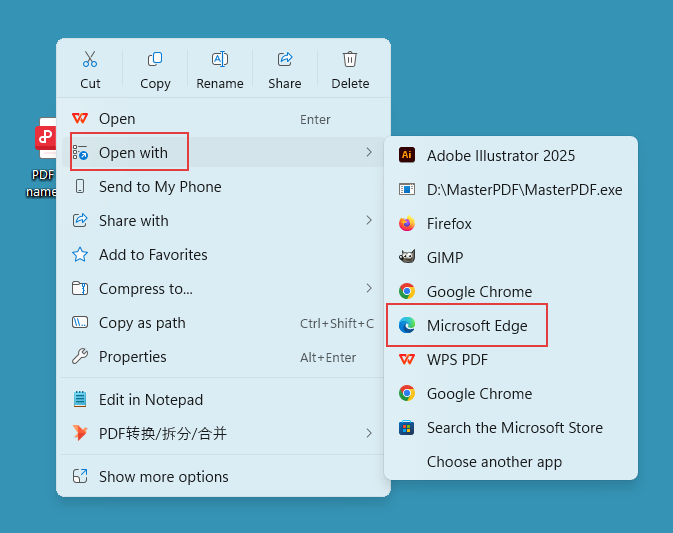 Cut Copy Rename Share Delete
Open Enter
Open with
Send to My Phone
Share with
Add to Favorites
Compress to...
Copy as path Ctrl+Shift+C
Properties Alt+Enter
Edit in Notepad
PDF转换/拆分/合并
Show more options
PDF
name
Adobe Illustrator 2025
D:\MasterPDF\MasterPDF.exe
Firefox
GIMP
Google Chrome
Microsoft Edge
WPS PDF
Google Chrome
Search the Microsoft Store
Choose another app